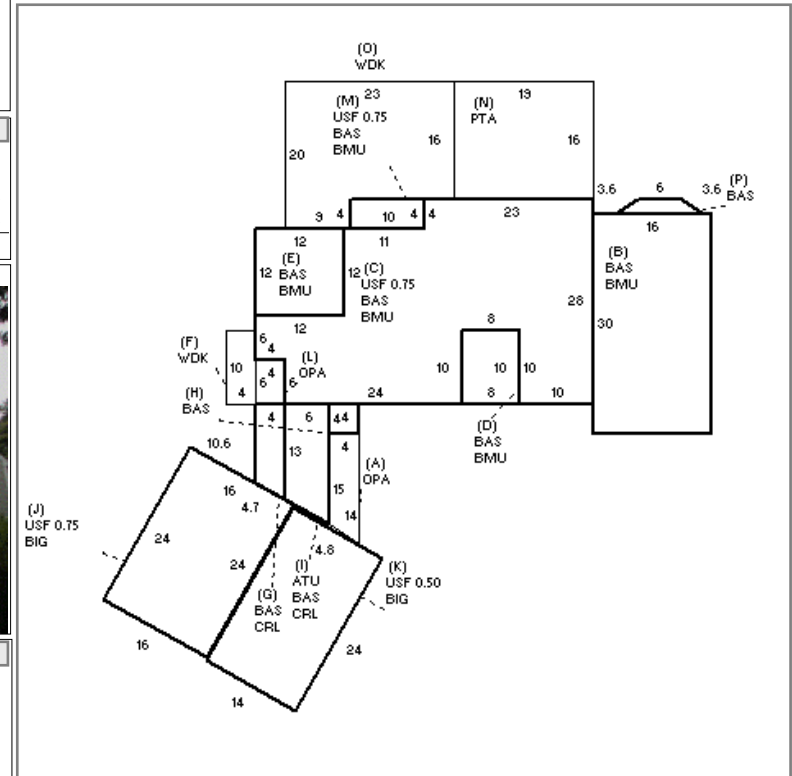 (O)
WDK
23
19
(M)
USF 0.75
BAS
BMU
(N)
PTA
20
16
16
3.6
6
3.6
(P)
BAS
9
4
10
4
4
23
16
12
11
(E)
BAS
BMU
12
12
(C)
USF 0.75
BAS
BMU
(B)
BAS
BMU
28
30
12
8
(F)
WDK
6
4
(L)
OPA
10
4
10
10
10
4
6
6
(H)
BAS
24
8
10
4
6
4
4
(D)
BAS
BMU
10.6
4
13
(A)
OPA
16
15
4.7
14
(J)
USF 0.75
BIG
24
4.8
24
(I)
ATU
BAS
CRL
(K)
USF 0.50
BIG
(G)
BAS
CRL
24
16
14